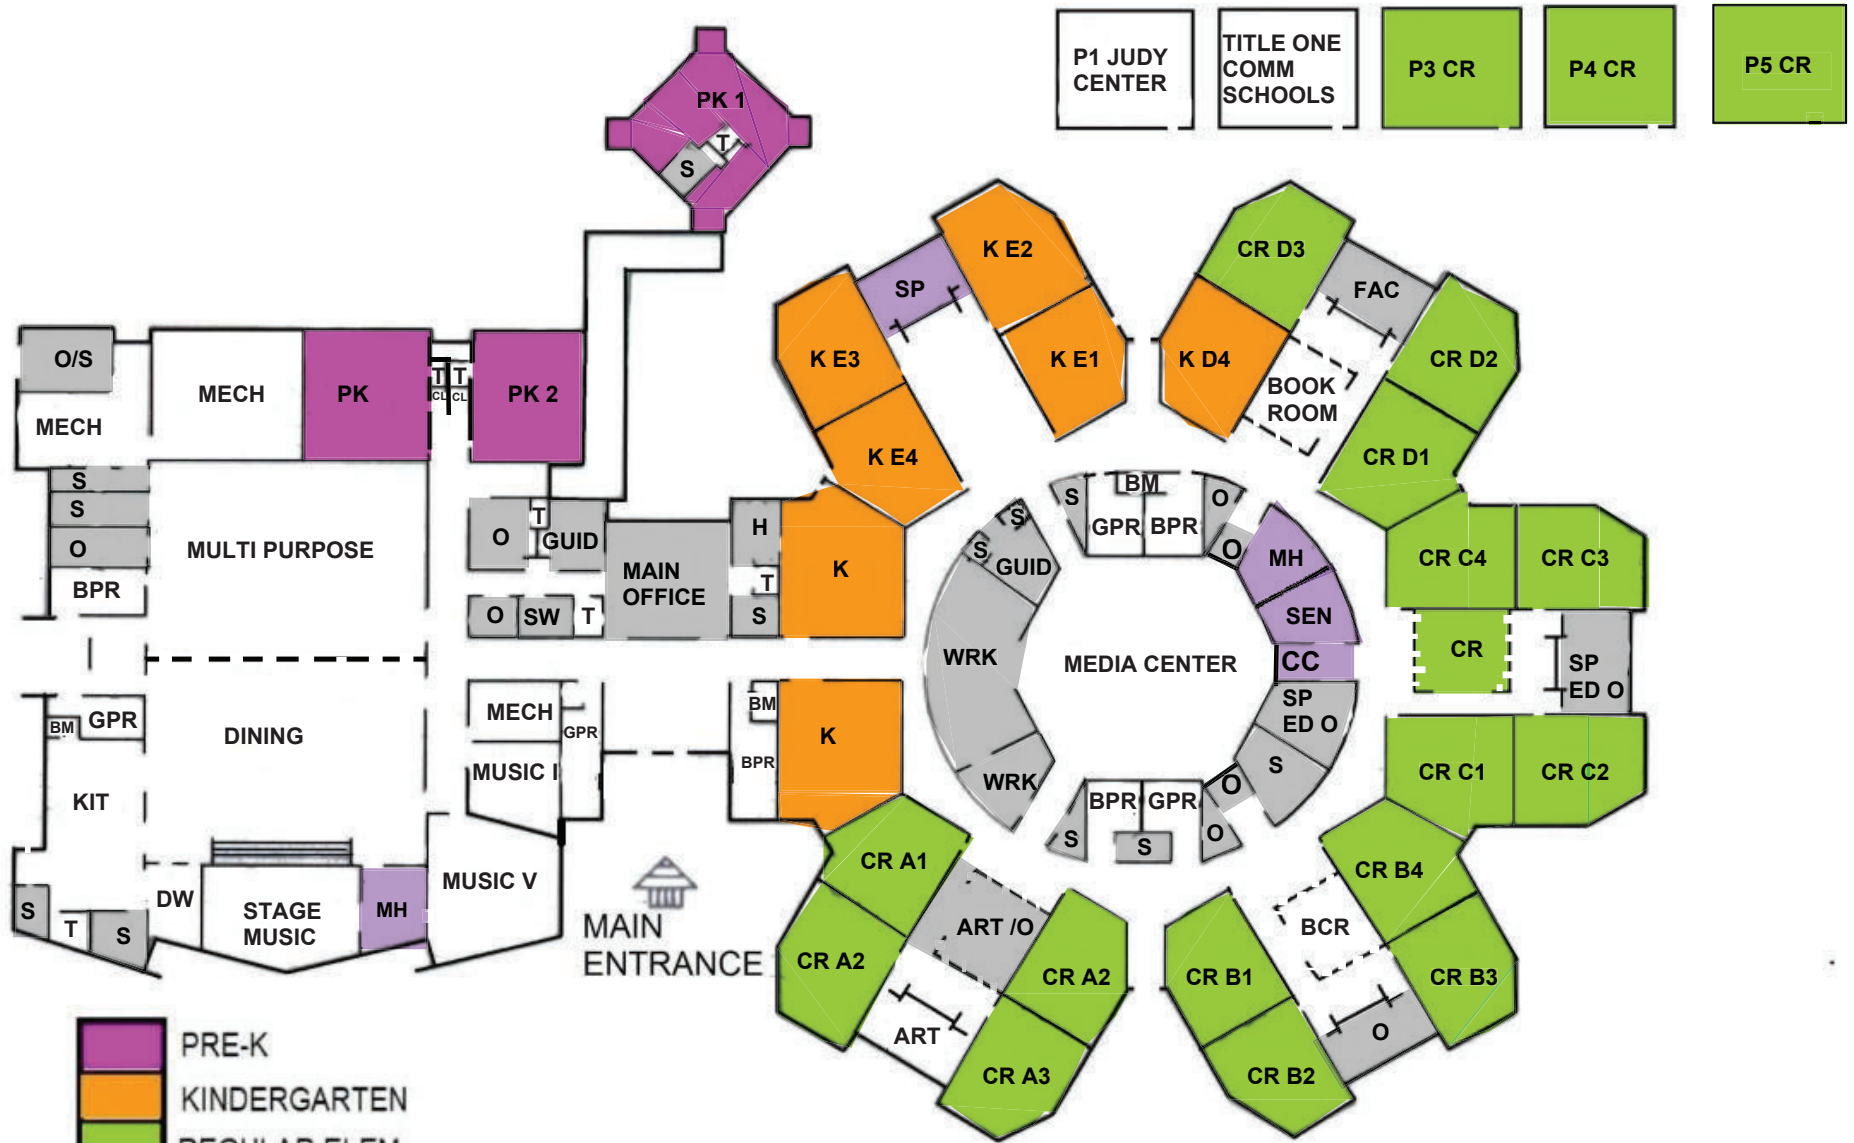 P1 JUDY
CENTER
TITLE ONE
COMM
SCHOOLS
P3 CR
P4 CR
P5 CR
PK 1
T
S
K E2
SP
K E3
K E1
K E4
CR D3
FAC
K D4
CR D2
BOOK
ROOM
CR D1
O/S
MECH
MECH
PK
T
T
CL
CL
PK 2
S
S
O
BPR
MULTI PURPOSE
O
T
GUID
MAIN
OFFICE
H
T
S
K
O
SW
T
S
S
GUID
WRK
WRK
S
BM
GPR
BPR
O
O
MH
SEN
CC
SP
ED O
S
O
O
MEDIA CENTER
BPR
GPR
S
S
CR C4
CR C3
CR
SP
ED O
CR C1
CR C2
BM
GPR
DINING
KIT
MECH
GPR
MUSIC I
BM
BPR
K
S
T
S
DW
STAGE
MUSIC
MH
MUSIC V
MAIN
ENTRANCE
CR A1
ART /O
CR A2
CR A2
ART
CR A3
CR B4
BCR
CR B1
CR B3
O
CR B2
PRE-K
KINDERGARTEN
REGULAR ELEM